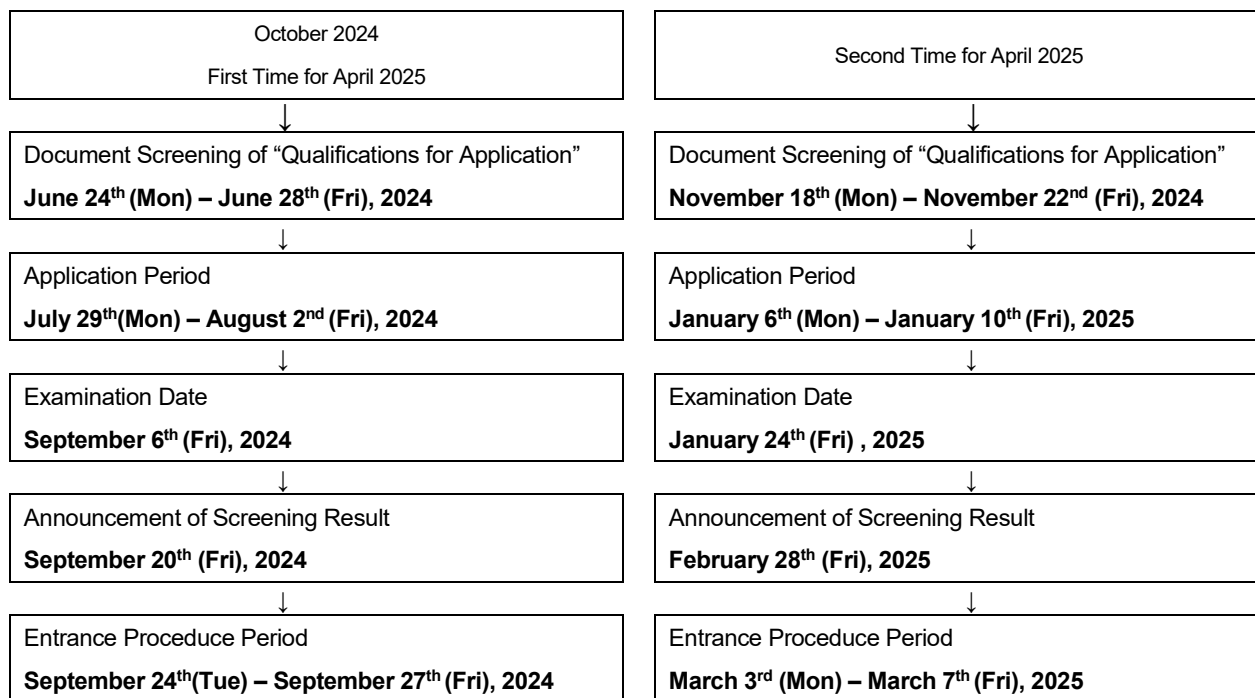 October 2024
First Time for April 2025
↓
Document Screening of “Qualifications for Application”
June 24th (Mon) – June 28th (Fri), 2024
↓
Application Period
July 29th(Mon) – August 2nd (Fri), 2024
↓
Examination Date
September 6th (Fri), 2024
↓
Announcement of Screening Result
September 20th (Fri), 2024
↓
Entrance Proceduce Period
September 24th(Tue) – September 27th (Fri), 2024
Second Time for April 2025
↓
Document Screening of “Qualifications for Application”
November 18th (Mon) – November 22nd (Fri), 2024
↓
Application Period
January 6th (Mon) – January 10th (Fri), 2025
↓
Examination Date
January 24th (Fri) , 2025
↓
Announcement of Screening Result
February 28th (Fri), 2025
↓
Entrance Proceduce Period
March 3rd (Mon) – March 7th (Fri), 2025